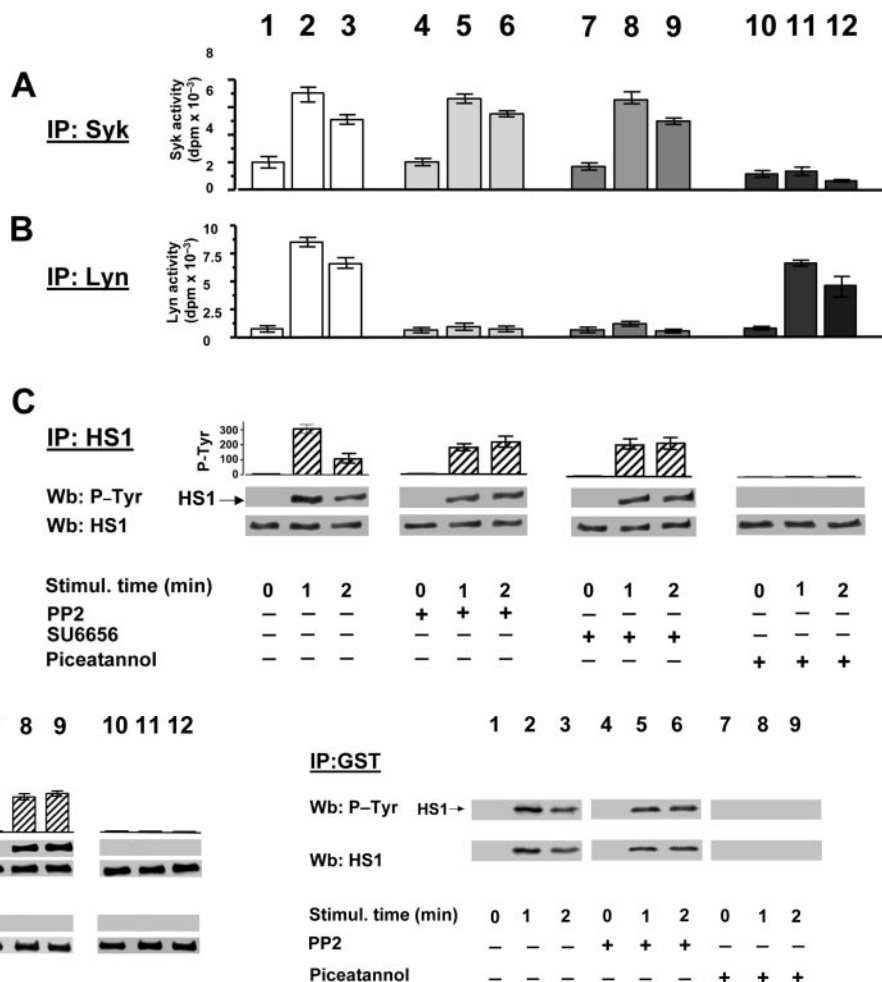 1 2 3 4 5 6 7 8 9 10 11 12
A
IP: Syk
Syk activity
(dpm x 10⁻³)
8
6
4
2
0
B
IP: Lyn
Lyn activity
(dpm x 10⁻³)
10
7.5
5
2.5
0
C
IP: HS1
P-Tyr
300
200
100
0
Wb: P–Tyr HS1
Wb: HS1
Stimul. time (min) 0 1 2 0 1 2 0 1 2 0 1 2
PP2 – – – + + + – – – – – –
SU6656 – – – – – – + + + – – –
Piceatannol – – – – – – – – – + + +
8 9 10 11 12
1 2 3 4 5 6 7 8 9
IP:GST
Wb: P–Tyr HS1
Wb: HS1
Stimul. time (min) 0 1 2 0 1 2 0 1 2
PP2 – – – + + + – – –
Piceatannol – – – – – – + + +